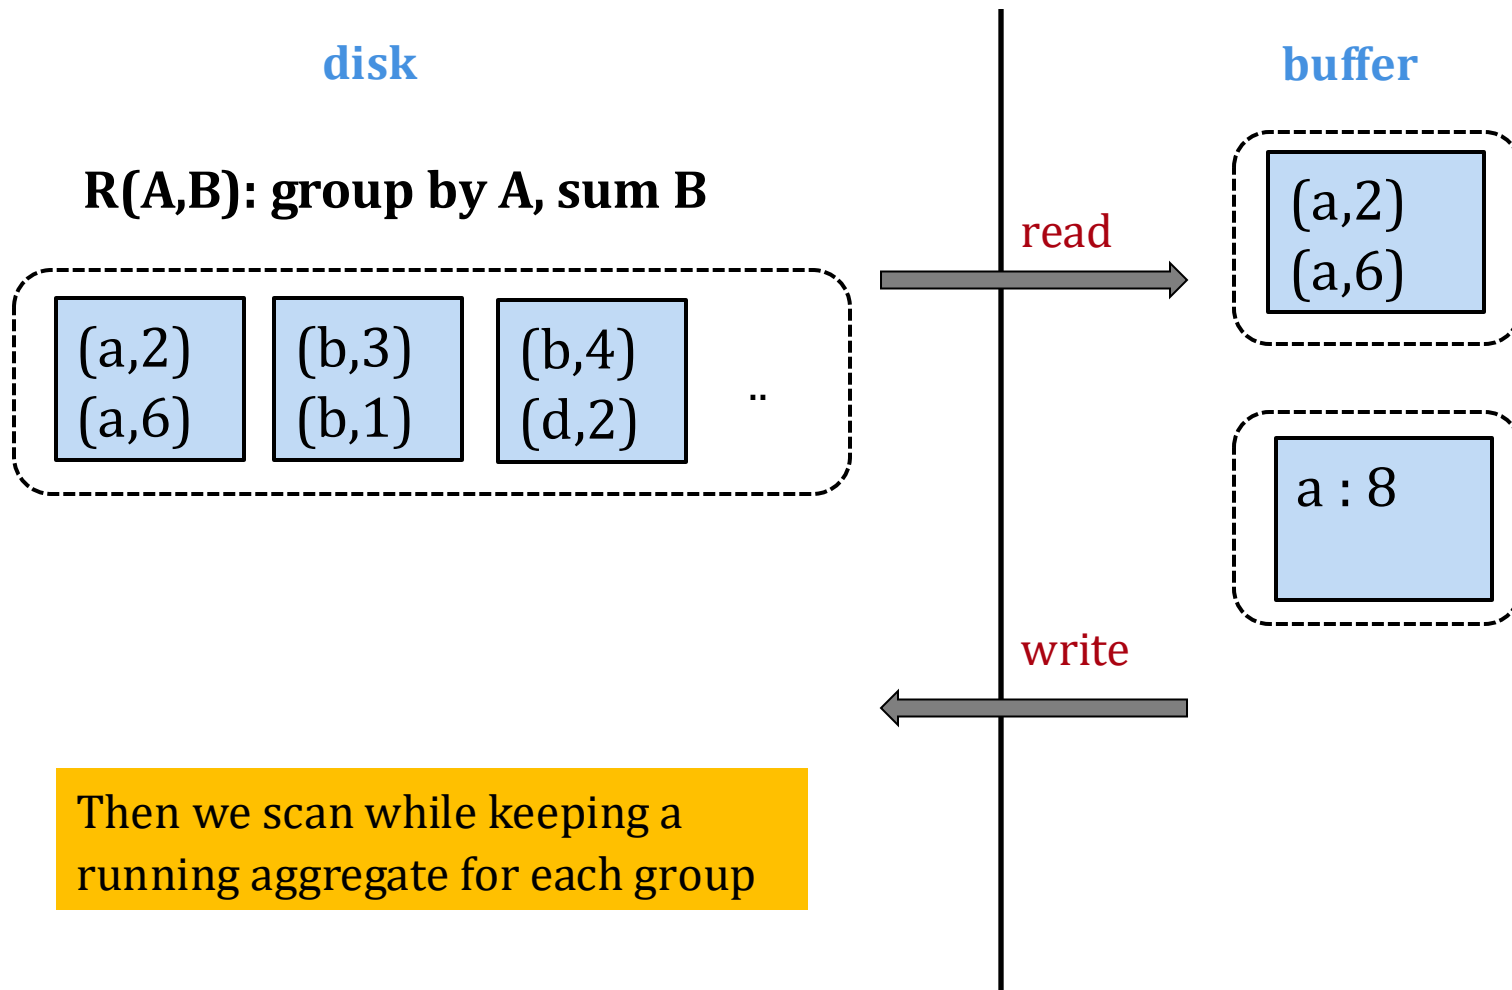 disk
buffer
R(A,B): group by A, sum B
(a,2)
(a,6)
(b,3)
(b,1)
(b,4)
(d,2)
..
read
(a,2)
(a,6)
a : 8
write
Then we scan while keeping a
running aggregate for each group